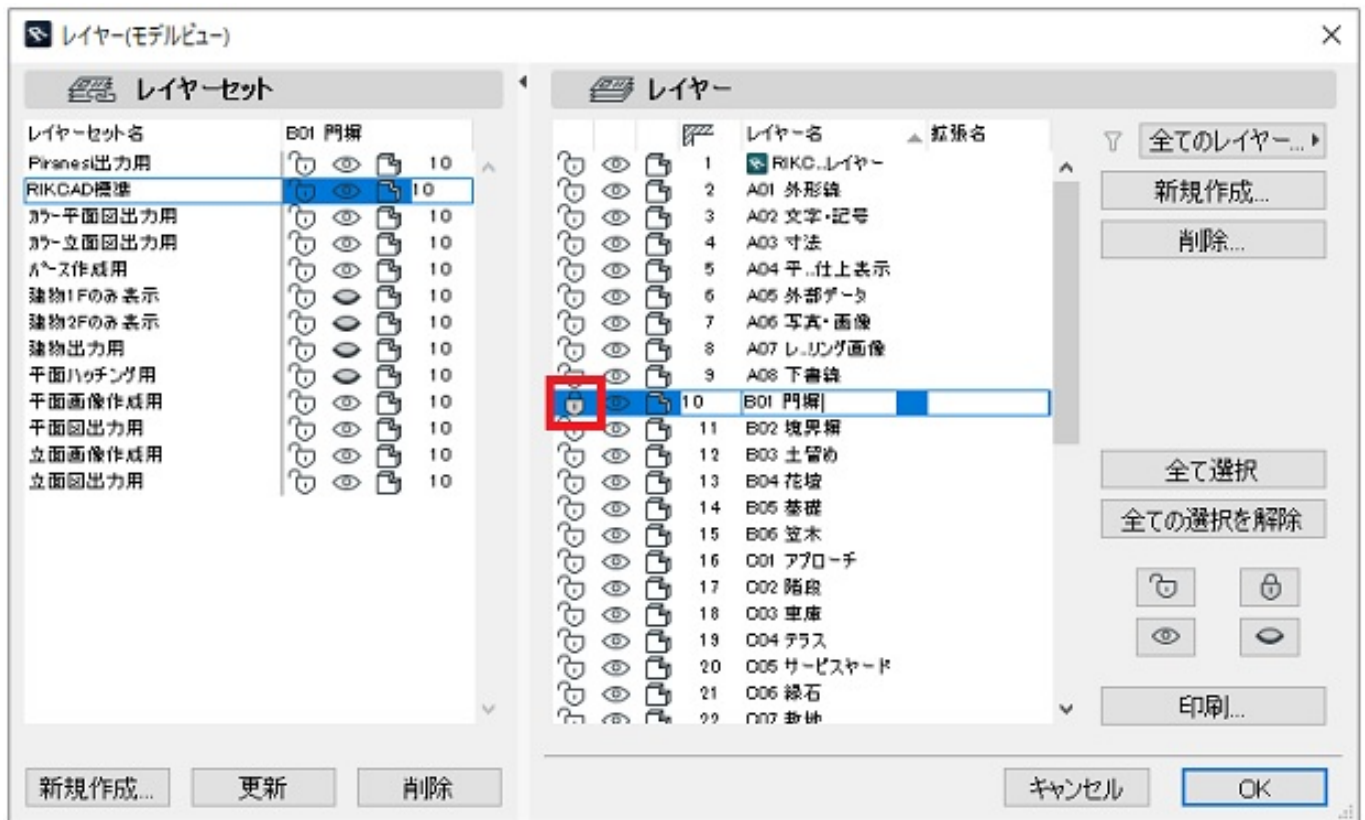 レイヤー(モデルビュー)
レイヤーセット
レイヤーセット名 B01 門塀
Piranesi出力用 10
RIKCAD標準 10
カラー平面図出力用 10
カラー立面図出力用 10
パース作成用 10
建物1Fのみ表示 10
建物2Fのみ表示 10
建物出力用 10
平面ハッチング用 10
平面画像作成用 10
平面図出力用 10
立面画像作成用 10
立面図出力用 10
新規作成... 更新 削除
レイヤー
レイヤー名 拡張名
1 RIKC..レイヤー
2 A01 外形線
3 A02 文字・記号
4 A03 寸法
5 A04 平..仕上表示
6 A05 外部データ
7 A06 写真・画像
8 A07 レ..リング画像
9 A08 下書線
10 B01 門塀
11 B02 境界塀
12 B03 土留め
13 B04 花壇
14 B05 基礎
15 B06 笠木
16 C01 アプローチ
17 C02 階段
18 C03 車庫
19 C04 テラス
20 C05 サービスヤード
21 C06 縁石
22 C07 敷地
全てのレイヤー...
新規作成...
削除...
全て選択
全ての選択を解除
印刷...
キャンセル OK